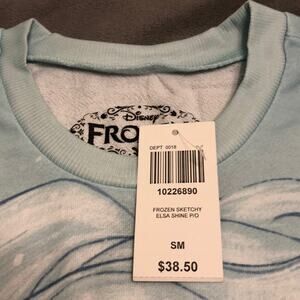 Disney
FRO
DEPT 0018
10226890
FROZEN SKETCHY
ELSA SHINE P/O
SM
$38.50